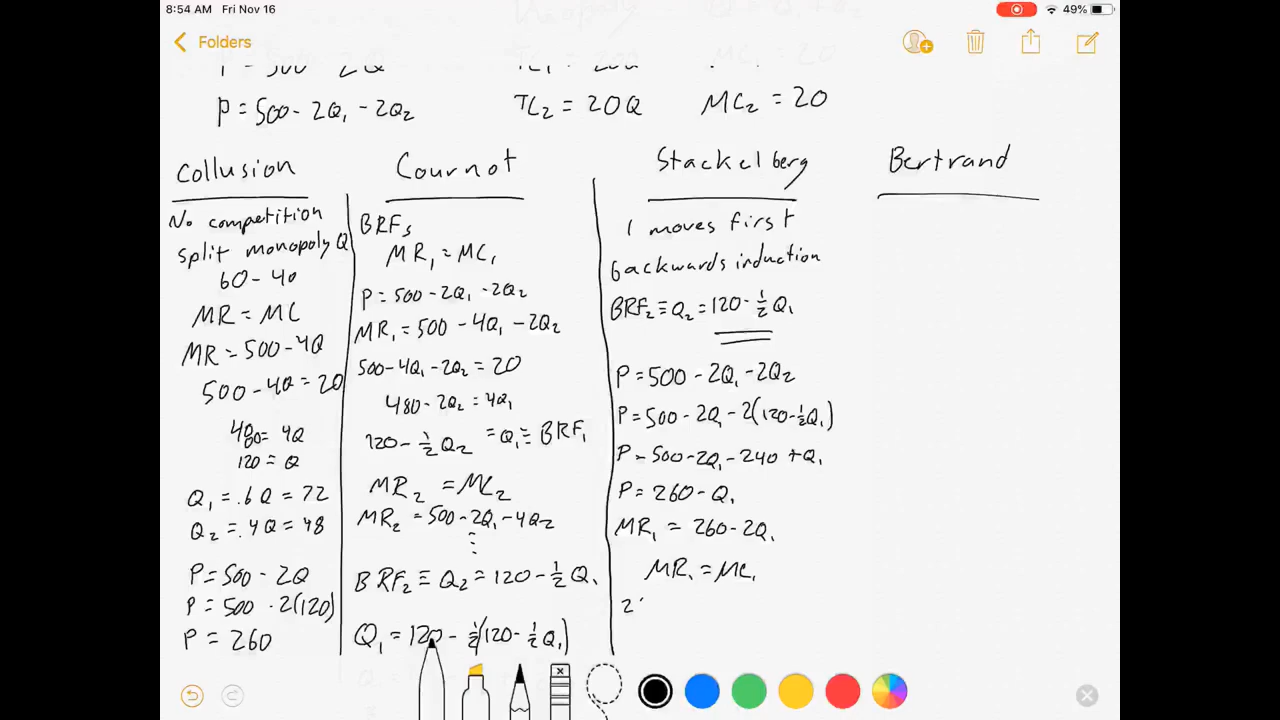 8:54 AM Fri Nov 16
49%
Folders
P = 500 - 2Q
P = 500 - 2Q₁ - 2Q₂
TC₂ = 20Q
MC₂ = 20
Collusion
No competition
split monopoly Q
60 - 40
MR = MC
MR = 500 - 4Q
500 - 4Q = 20
480 = 4Q
120 = Q
Q₁ = .6Q = 72
Q₂ = .4Q = 48
P = 500 - 2Q
P = 500 - 2(120)
P = 260
Cournot
BRFs
MR₁ = MC₁
P = 500 - 2Q₁ - 2Q₂
MR₁ = 500 - 4Q₁ - 2Q₂
500 - 4Q₁ - 2Q₂ = 20
480 - 2Q₂ = 4Q₁
120 - ½Q₂ = Q₁ ≡ BRF₁
MR₂ = MC₂
MR₂ = 500 - 2Q₁ - 4Q₂
⋮
BRF₂ ≡ Q₂ = 120 - ½Q₁
Q₁ = 120 - ½(120 - ½Q₁)
Stackelberg
1 moves first
backwards induction
BRF₂ ≡ Q₂ = 120 - ½Q₁
P = 500 - 2Q₁ - 2Q₂
P = 500 - 2Q₁ - 2(120 - ½Q₁)
P = 500 - 2Q₁ - 240 + Q₁
P = 260 - Q₁
MR₁ = 260 - 2Q₁
MR₁ = MC₁
2
Bertrand